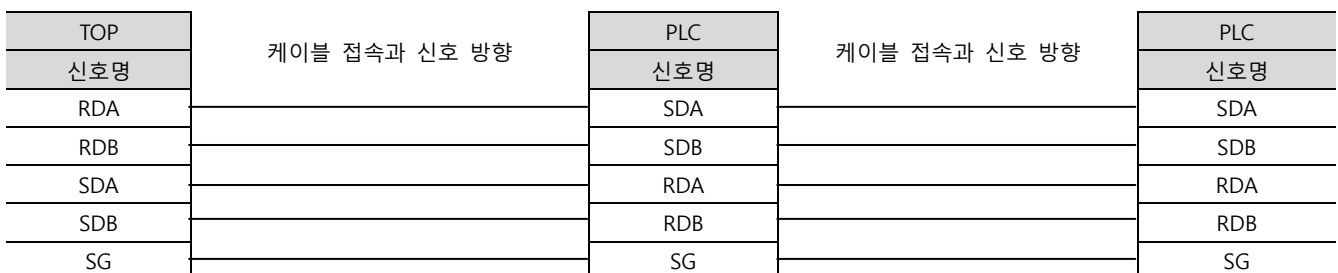 TOP 케이블 접속과 신호 방향 PLC 케이블 접속과 신호 방향 PLC
신호명 신호명 신호명
RDA SDA SDA
RDB SDB SDB
SDA RDA RDA
SDB RDB RDB
SG SG SG